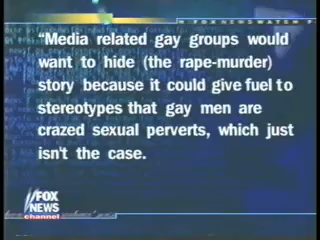 FOX NEWSWATCH
“Media related gay groups would
want to hide (the rape-murder)
story because it could give fuel to
stereotypes that gay men are
crazed sexual perverts, which just
isn't the case.
FOX
NEWS
channel